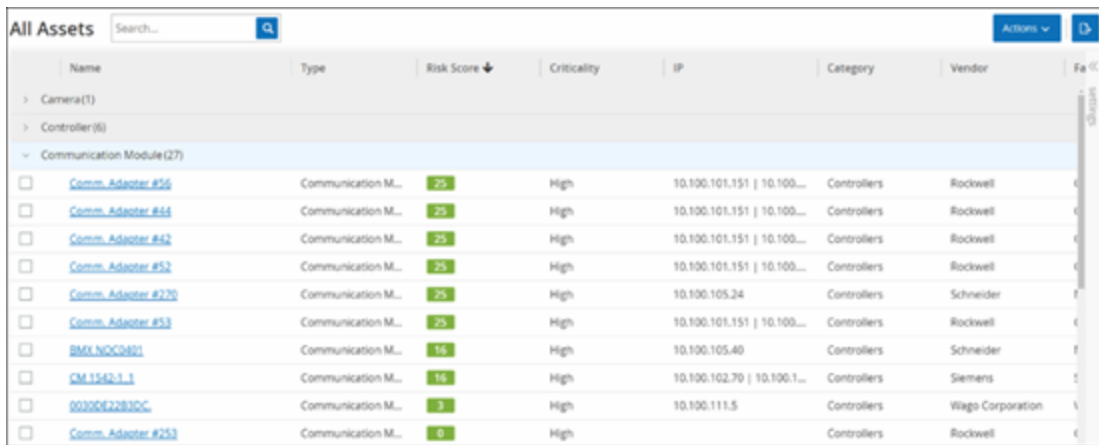 All Assets Search... Actions
Name Type Risk Score Criticality IP Category Vendor Fa
settings
Camera(1)
Controller(6)
Communication Module(27)
Comm. Adapter #56 Communication M... 25 High 10.100.101.151 | 10.100.... Controllers Rockwell
Comm. Adapter #44 Communication M... 25 High 10.100.101.151 | 10.100.... Controllers Rockwell
Comm. Adapter #42 Communication M... 25 High 10.100.101.151 | 10.100.... Controllers Rockwell
Comm. Adapter #52 Communication M... 25 High 10.100.101.151 | 10.100.... Controllers Rockwell
Comm. Adapter #270 Communication M... 25 High 10.100.105.24 Controllers Schneider
Comm. Adapter #53 Communication M... 25 High 10.100.101.151 | 10.100.... Controllers Rockwell
BMX NOC0401 Communication M... 16 High 10.100.105.40 Controllers Schneider
CM 1542-1_1 Communication M... 16 High 10.100.102.70 | 10.100.1... Controllers Siemens
0030DE22B3DC. Communication M... 3 High 10.100.111.5 Controllers Wago Corporation
Comm. Adapter #253 Communication M... 0 High Controllers Rockwell